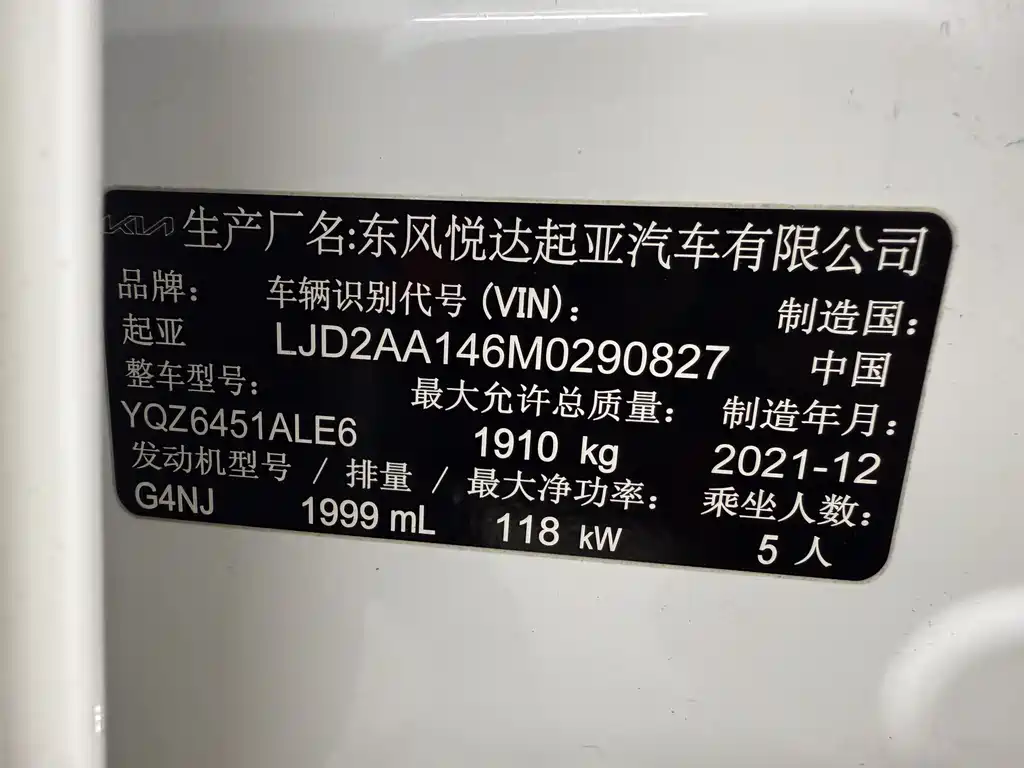 KIA 生产厂名:东风悦达起亚汽车有限公司
品牌: 车辆识别代号 (VIN): 制造国:
起亚 LJD2AA146M0290827 中国
整车型号: 最大允许总质量: 制造年月:
YQZ6451ALE6 1910 kg 2021-12
发动机型号 / 排量 / 最大净功率: 乘坐人数:
G4NJ 1999 mL 118 kW 5 人